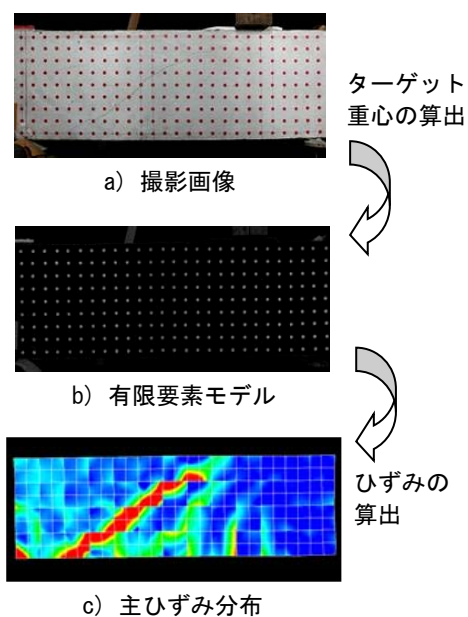 ターゲット
重心の算出
a) 撮影画像
b) 有限要素モデル
ひずみの
算出
c) 主ひずみ分布